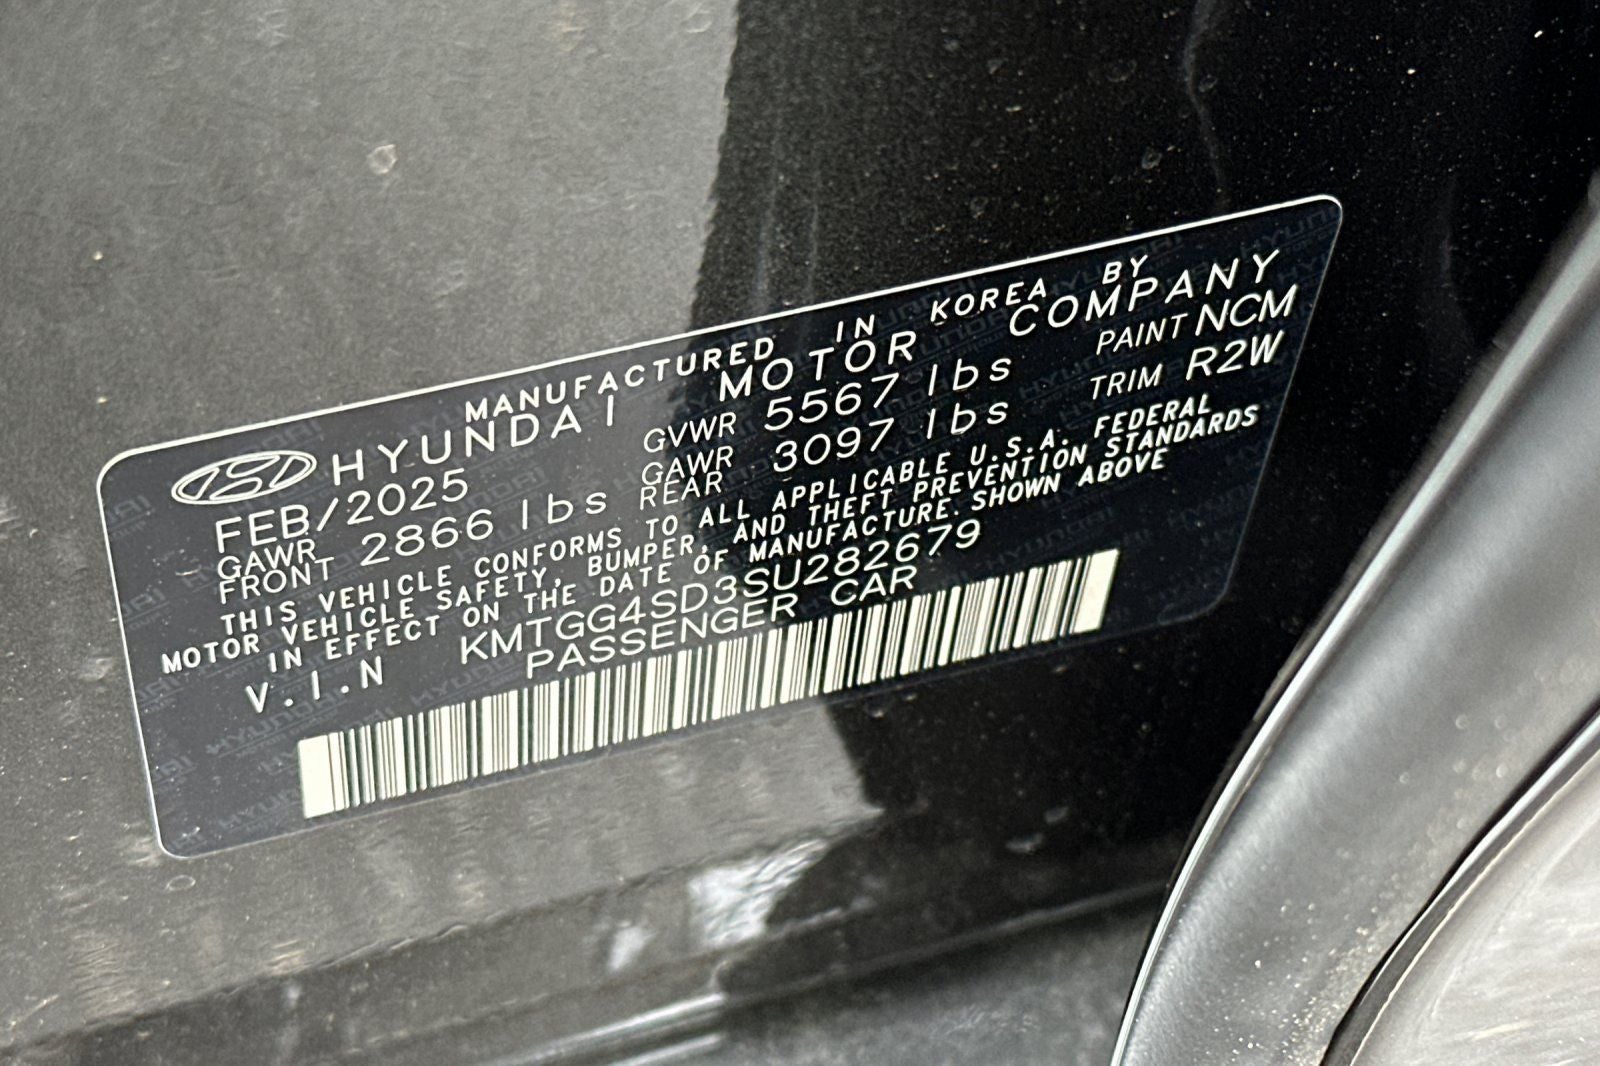 MANUFACTURED IN KOREA BY
HYUNDAI MOTOR COMPANY
FEB/2025 GVWR 5567 lbs PAINT NCM
GAWR FRONT 2866 lbs GAWR REAR 3097 lbs TRIM R2W
THIS VEHICLE CONFORMS TO ALL APPLICABLE U.S.A. FEDERAL
MOTOR VEHICLE SAFETY, BUMPER, AND THEFT PREVENTION STANDARDS
IN EFFECT ON THE DATE OF MANUFACTURE SHOWN ABOVE
V.I.N KMTGG4SD3SU282679
PASSENGER CAR